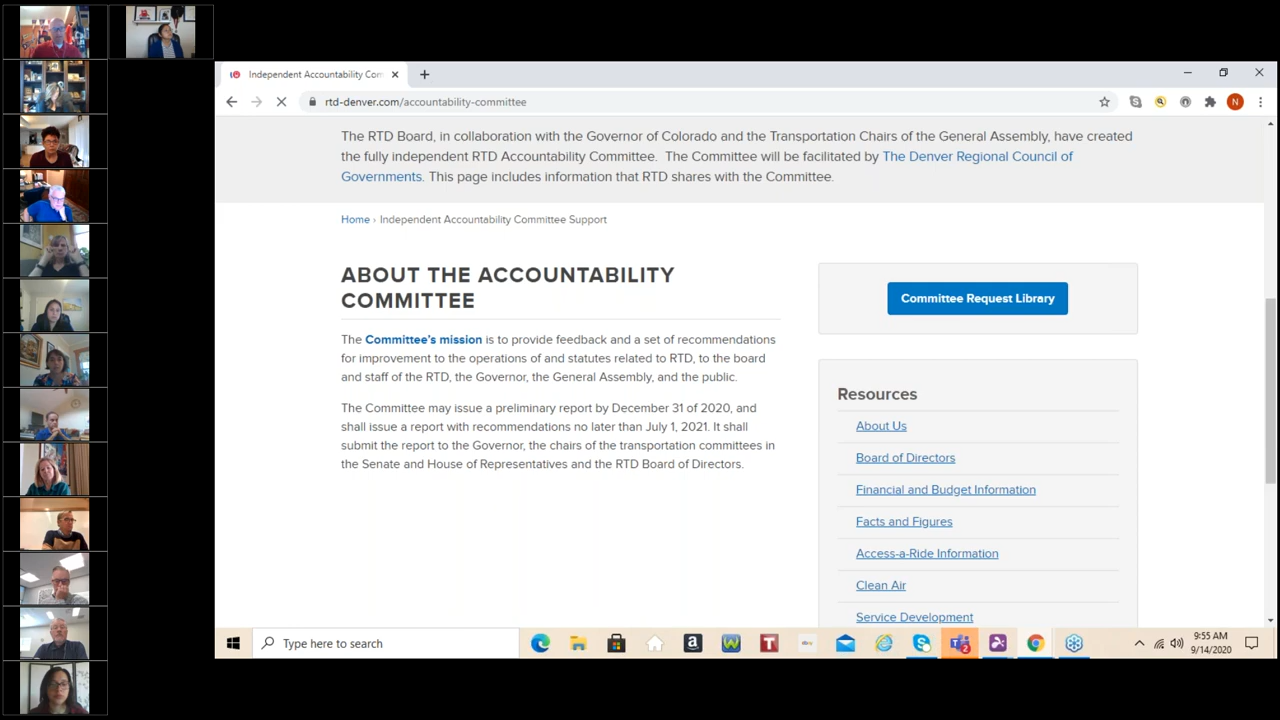 Independent Accountability Com
rtd-denver.com/accountability-committee
N
The RTD Board, in collaboration with the Governor of Colorado and the Transportation Chairs of the General Assembly, have created
the fully independent RTD Accountability Committee. The Committee will be facilitated by The Denver Regional Council of
Governments. This page includes information that RTD shares with the Committee.
Home › Independent Accountability Committee Support
ABOUT THE ACCOUNTABILITY
COMMITTEE
The Committee's mission is to provide feedback and a set of recommendations
for improvement to the operations of and statutes related to RTD, to the board
and staff of the RTD, the Governor, the General Assembly, and the public.
The Committee may issue a preliminary report by December 31 of 2020, and
shall issue a report with recommendations no later than July 1, 2021. It shall
submit the report to the Governor, the chairs of the transportation committees in
the Senate and House of Representatives and the RTD Board of Directors.
Committee Request Library
Resources
About Us
Board of Directors
Financial and Budget Information
Facts and Figures
Access-a-Ride Information
Clean Air
Service Development
Type here to search
9:55 AM
9/14/2020